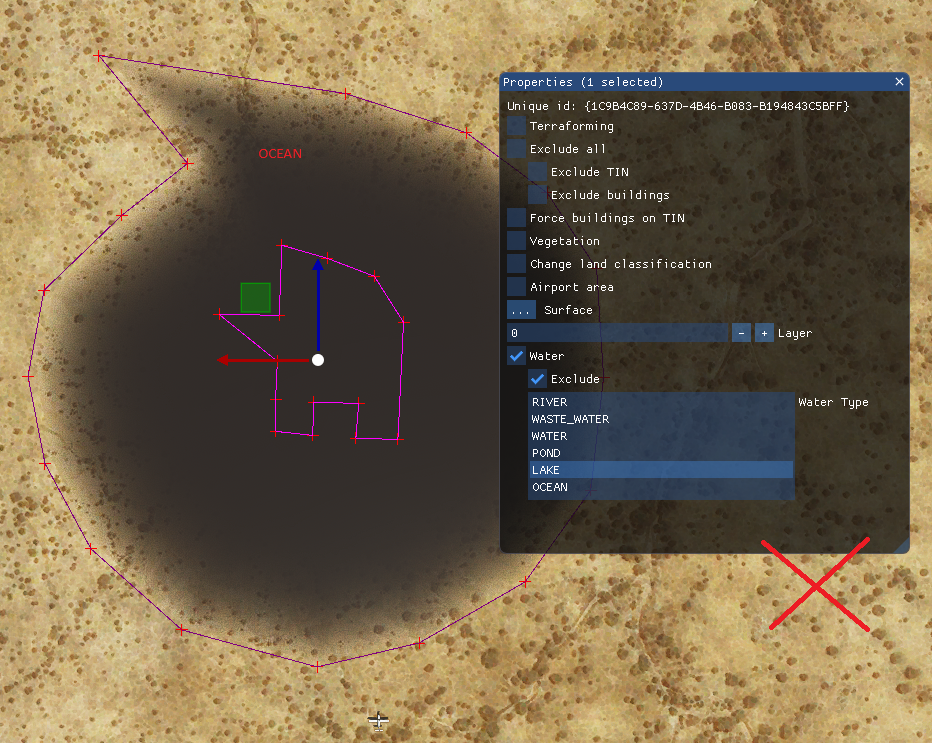 Properties (1 selected)
Unique id: {1C9B4C89-637D-4B46-B083-B194843C5BFF}
Terraforming
Exclude all
OCEAN
Exclude TIN
Exclude buildings
Force buildings on TIN
Vegetation
Change land classification
Airport area
... Surface
0 - + Layer
Water
Exclude
RIVER Water Type
WASTE_WATER
WATER
POND
LAKE
OCEAN